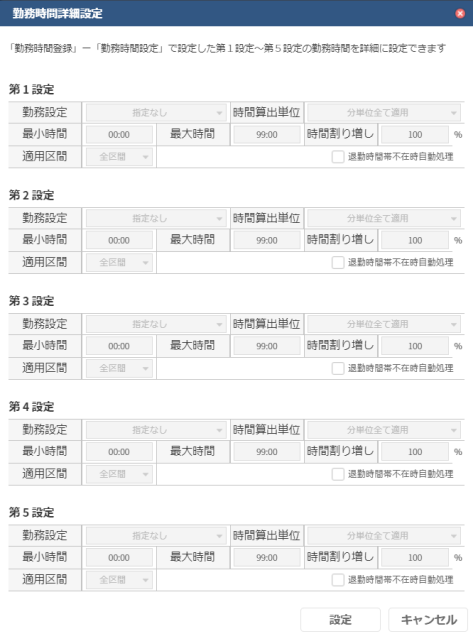 勤務時間詳細設定
「勤務時間登録」ー「勤務時間設定」で設定した第１設定～第５設定の勤務時間を詳細に設定できます
第１設定
勤務設定 指定なし 時間算出単位 分単位全て適用
最小時間 00:00 最大時間 99:00 時間割り増し 100 %
適用区間 全区間 退勤時間帯不在時自動処理
第２設定
勤務設定 指定なし 時間算出単位 分単位全て適用
最小時間 00:00 最大時間 99:00 時間割り増し 100 %
適用区間 全区間 退勤時間帯不在時自動処理
第３設定
勤務設定 指定なし 時間算出単位 分単位全て適用
最小時間 00:00 最大時間 99:00 時間割り増し 100 %
適用区間 全区間 退勤時間帯不在時自動処理
第４設定
勤務設定 指定なし 時間算出単位 分単位全て適用
最小時間 00:00 最大時間 99:00 時間割り増し 100 %
適用区間 全区間 退勤時間帯不在時自動処理
第５設定
勤務設定 指定なし 時間算出単位 分単位全て適用
最小時間 00:00 最大時間 99:00 時間割り増し 100 %
適用区間 全区間 退勤時間帯不在時自動処理
設定 キャンセル